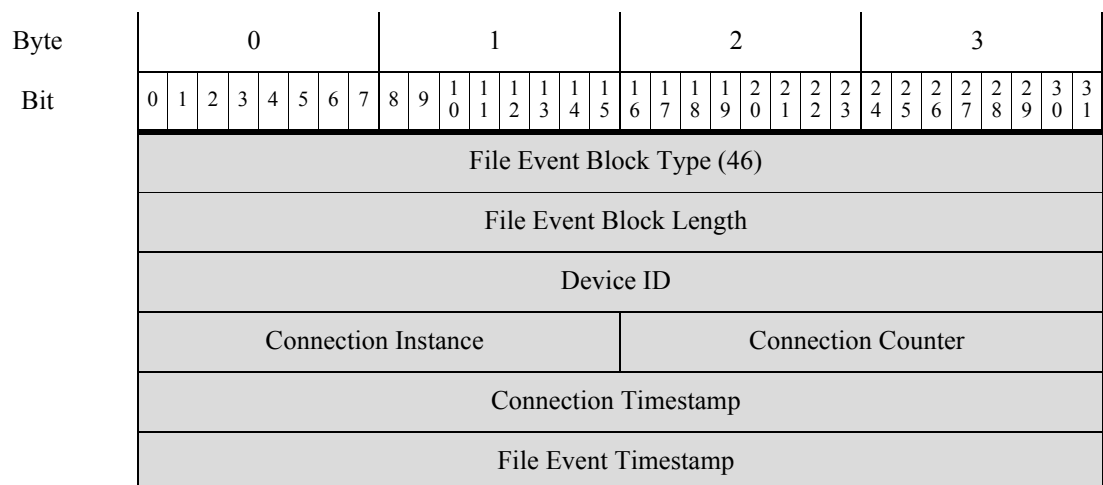 Byte 0 1 2 3
Bit 0 1 2 3 4 5 6 7 8 9 10 11 12 13 14 15 16 17 18 19 20 21 22 23 24 25 26 27 28 29 30 31
File Event Block Type (46)
File Event Block Length
Device ID
Connection Instance Connection Counter
Connection Timestamp
File Event Timestamp